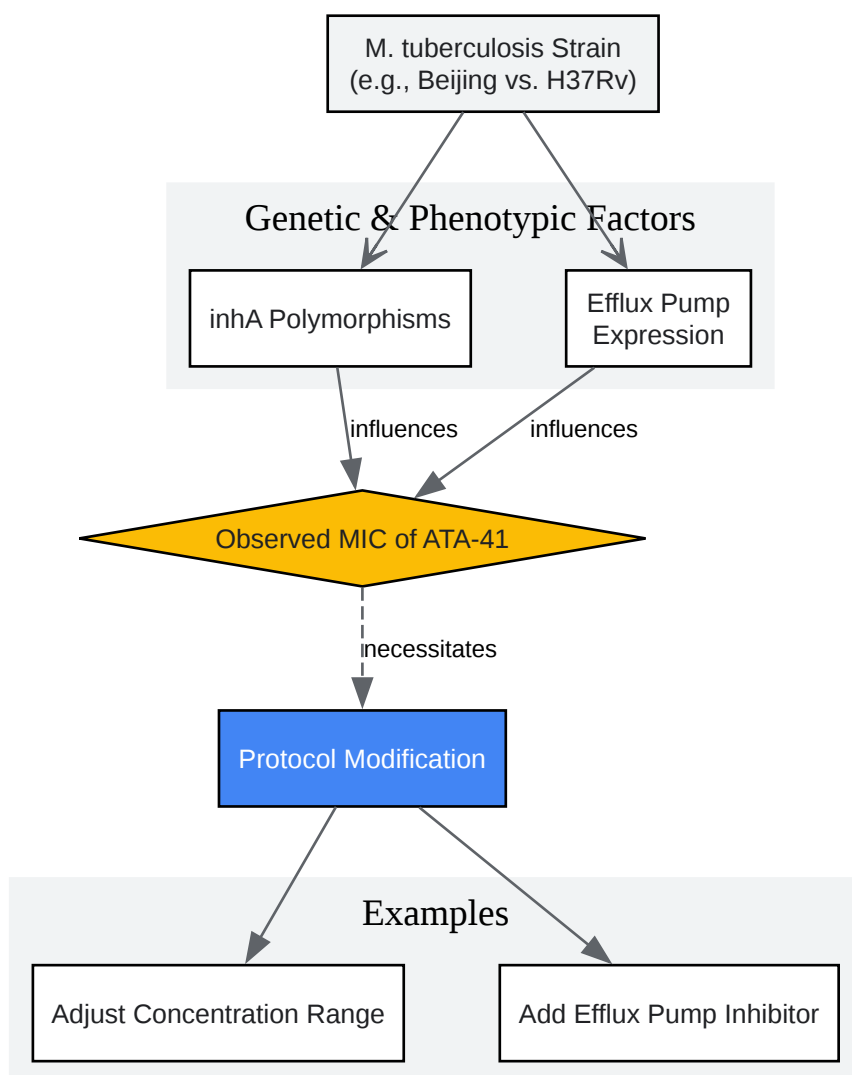 M. tuberculosis Strain
(e.g., Beijing vs. H37Rv)
Genetic & Phenotypic Factors
inhA Polymorphisms
Efflux Pump
Expression
influences
influences
Observed MIC of ATA-41
necessitates
Protocol Modification
Examples
Adjust Concentration Range
Add Efflux Pump Inhibitor